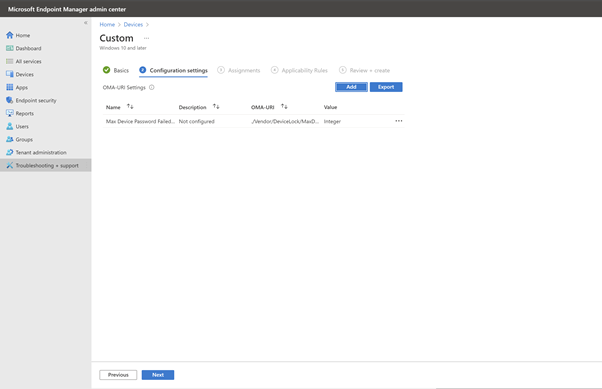 Microsoft Endpoint Manager admin center
Home > Devices >
Custom ...
Windows 10 and later
Home
Dashboard
All services
Devices
Apps
Endpoint security
Reports
Users
Groups
Tenant administration
Troubleshooting + support
Basics 2 Configuration settings 3 Assignments 4 Applicability Rules 5 Review + create
OMA-URI Settings Add Export
Name Description OMA-URI Value
Max Device Password Failed... Not configured ./Vendor/DeviceLock/MaxD... Integer ...
Previous Next